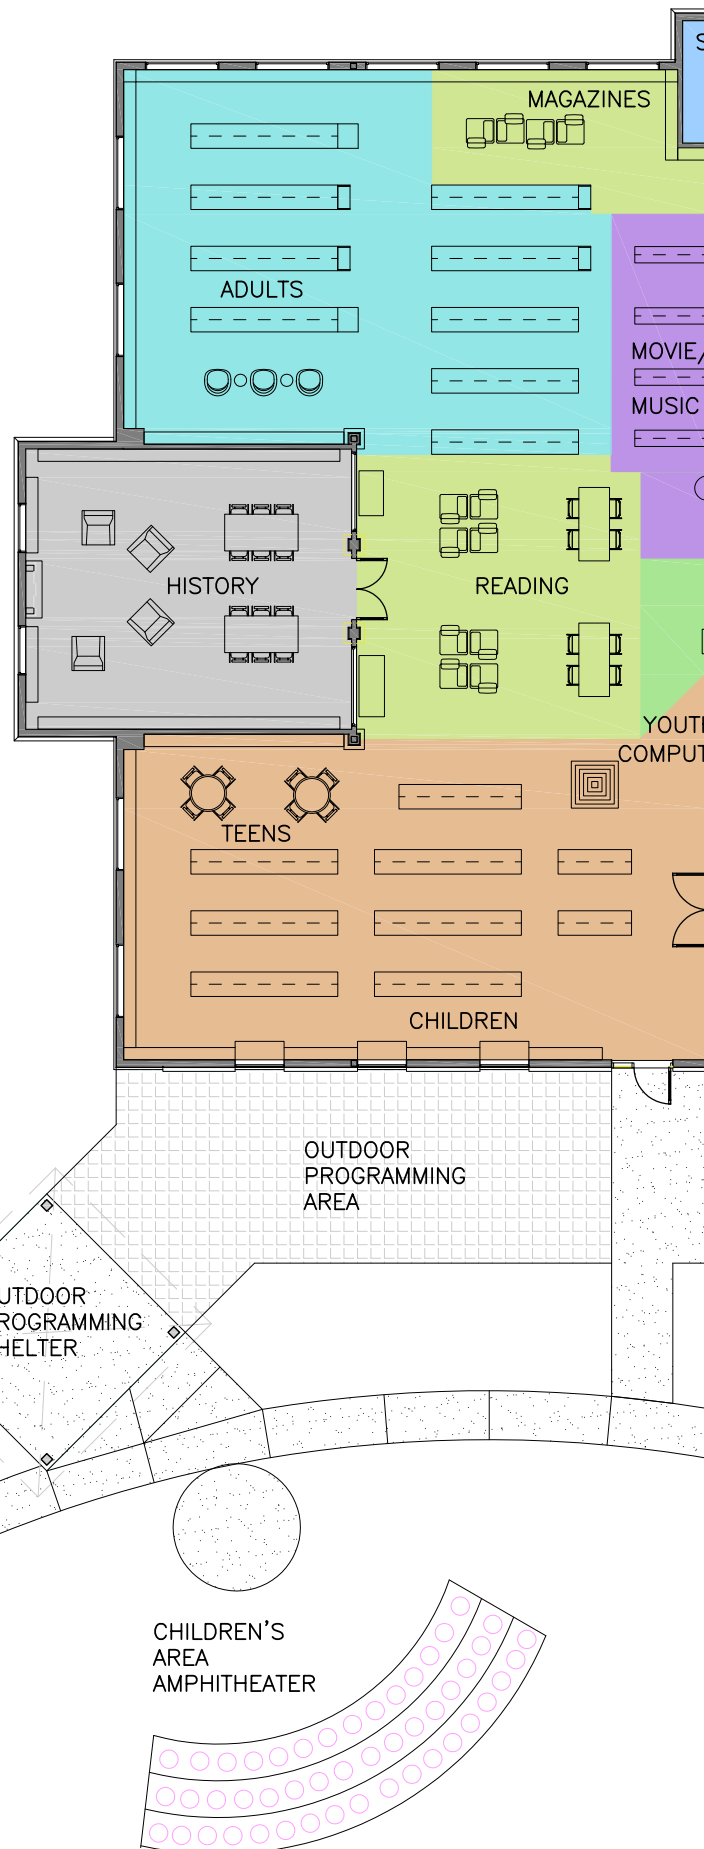 S
MAGAZINES
ADULTS
MOVIE/
MUSIC
HISTORY
READING
YOUTH
COMPUT
TEENS
CHILDREN
OUTDOOR
PROGRAMMING
AREA
UTDOOR
ROGRAMMING
HELTER
CHILDREN'S
AREA
AMPHITHEATER